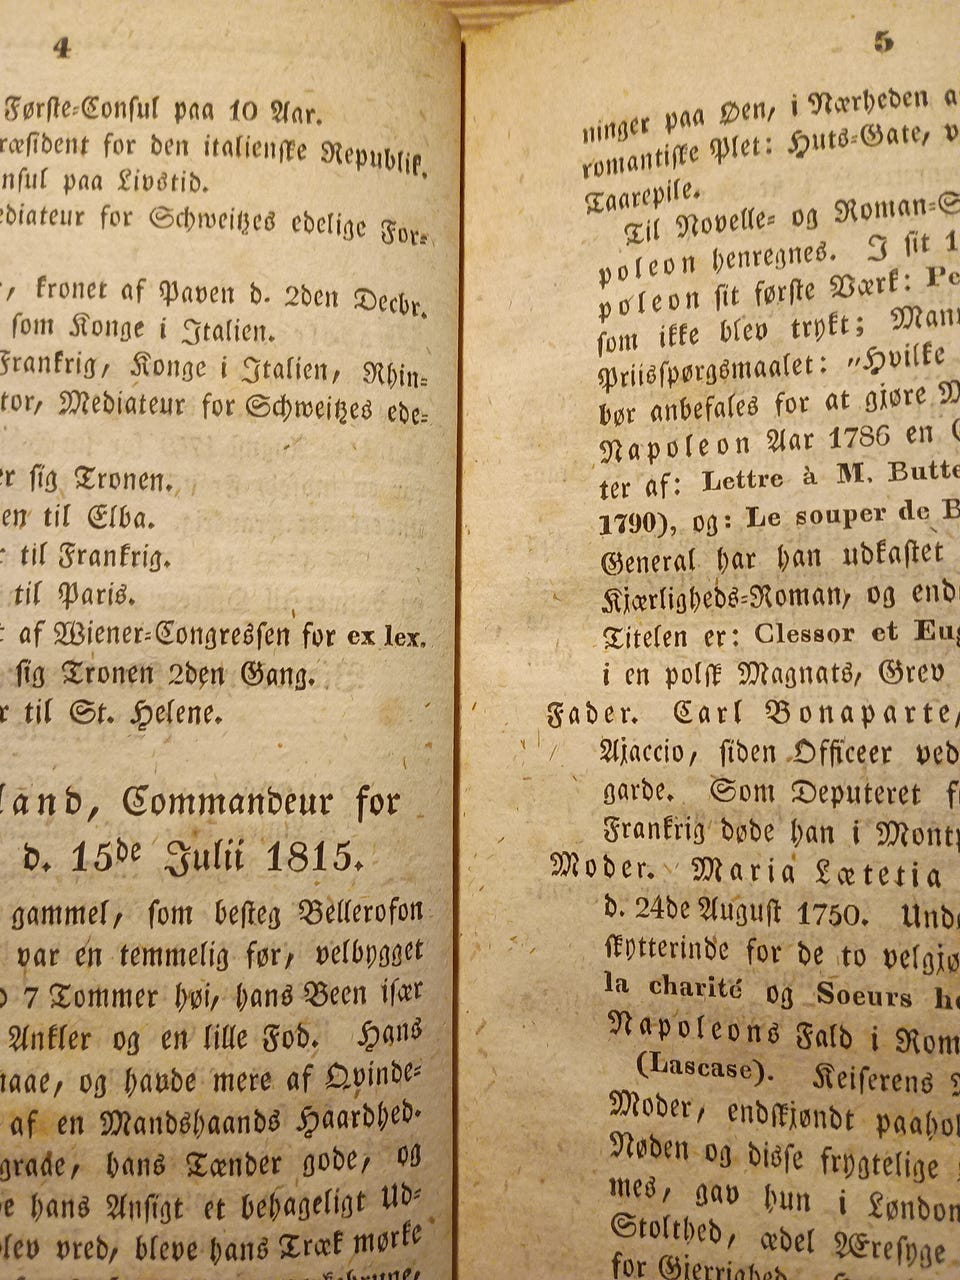 4
Første-Consul paa 10 Aar.
ræsident for den italienske Republik.
nsul paa Livstid.
ediateur for Schweitzes edelige For-
, kronet af Paven d. 2den Decbr.
som Konge i Italien.
Frankrig, Konge i Italien, Rhin-
tor, Mediateur for Schweitzes ede-
er sig Tronen.
en til Elba.
r til Frankrig.
til Paris.
t af Wiener-Congressen for ex lex.
sig Tronen 2den Gang.
r til St. Helene.
land, Commandeur for
d. 15de Julii 1815.
gammel, som besteg Bellerofon
var en temmelig før, velbygget
7 Tommer høi, hans Been især
Ankler og en lille Fod. Hans
maae, og havde mere af Qvinde-
af en Mandshaands Haardhed.
grade, hans Tænder gode, og
e hans Ansigt et behageligt Ud-
blev vred, bleve hans Træk mørke
5
ninger paa Øen, i Nærheden a
romantiske Plet: Huts-Gate, v
Taarepile.
Til Novelle- og Roman-S
poleon henregnes. I sit 1
poleon sit første Værk: Po
som ikke blev trykt; Mann
Priisspørgsmaalet: "Hvilke
bør anbefales for at gjøre M
Napoleon Aar 1786 en G
ter af: Lettre à M. Butte
1790), og: Le souper de B
General har han udkastet
Kjærligheds-Roman, og end
Titelen er: Clessor et Eug
i en polsk Magnats, Grev
Fader. Carl Bonaparte,
Ajaccio, siden Officeer ved
garde. Som Deputeret f
Frankrig døde han i Montp
Moder. Maria Lætetia
d. 24de August 1750. Unde
skytterinde for de to velgjø
la charité og Soeurs ho
Napoleons Fald i Rom
(Lascase). Keiserens
Moder, endskjøndt paahol
Nøden og disse frygtelige
mes, gav hun i London
Stolthed, ædel Æresyge
for Gjerrighed.